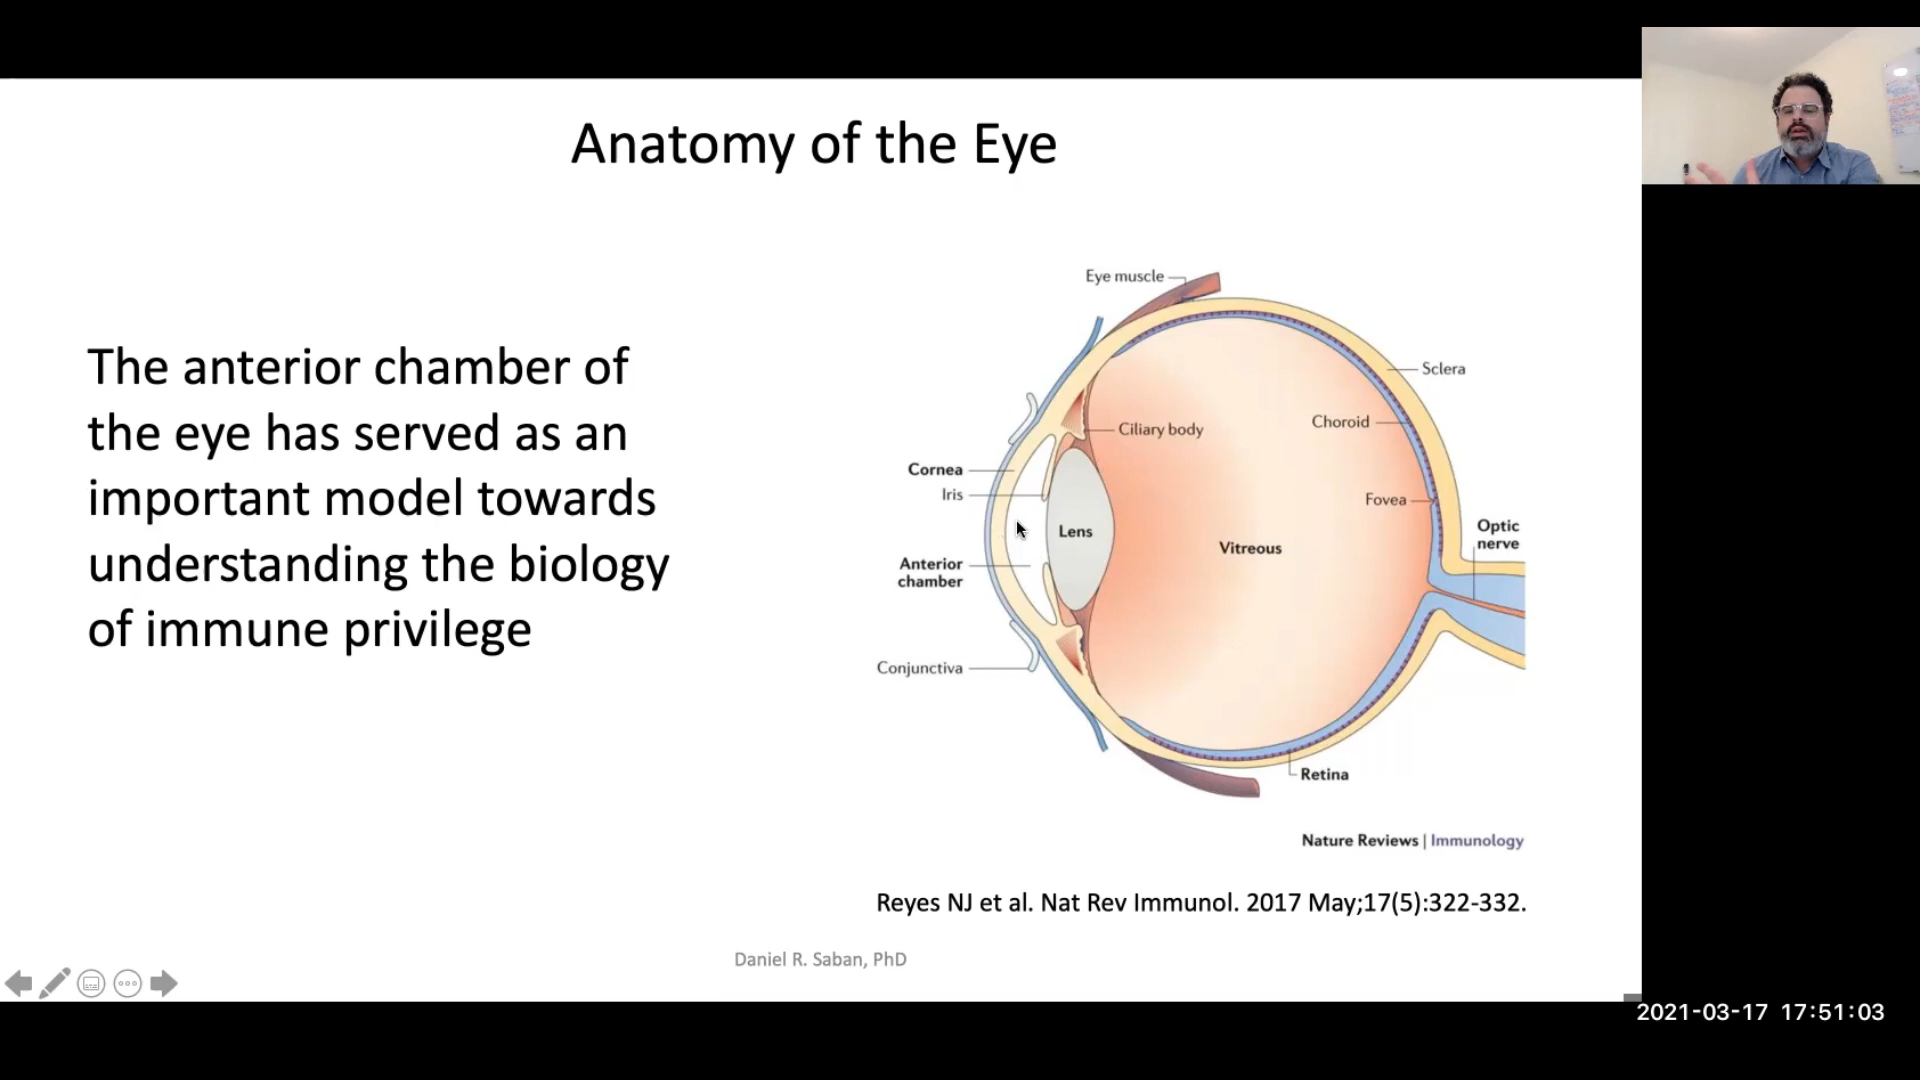 Anatomy of the Eye
The anterior chamber of
the eye has served as an
important model towards
understanding the biology
of immune privilege
Eye muscle
Sclera
Choroid
Ciliary body
Cornea
Iris
Fovea
Optic
nerve
Lens
Vitreous
Anterior
chamber
Conjunctiva
Retina
Nature Reviews | Immunology
Reyes NJ et al. Nat Rev Immunol. 2017 May;17(5):322-332.
Daniel R. Saban, PhD
2021-03-17 17:51:03